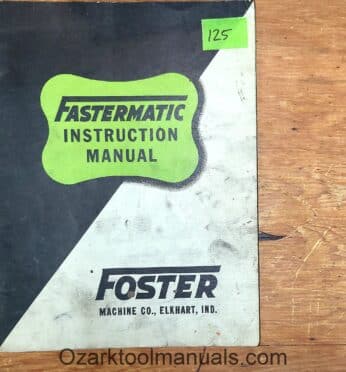 125
FASTERMATIC
INSTRUCTION
MANUAL
FOSTER
MACHINE CO., ELKHART, IND.
Ozarktoolmanuals.com